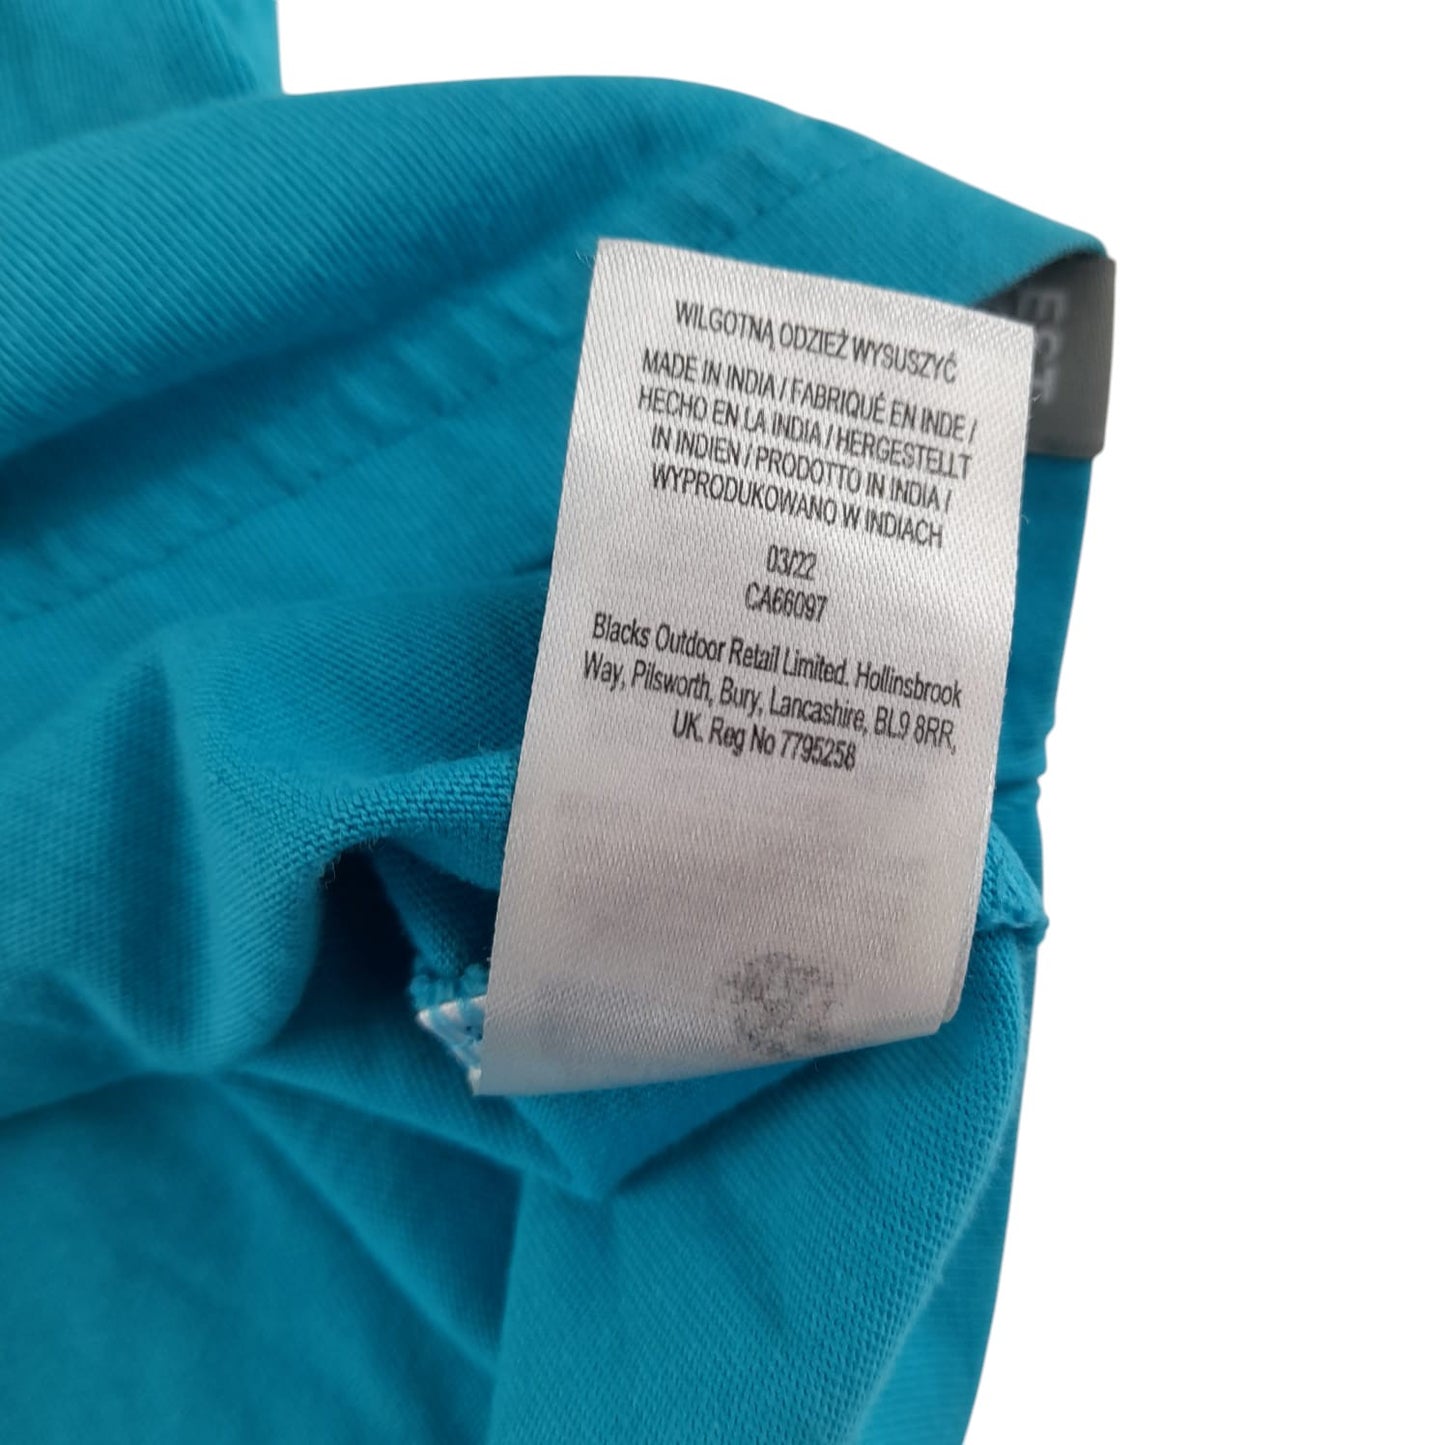 WILGOTNĄ ODZIEŻ WYSUSZYĆ
MADE IN INDIA / FABRIQUÉ EN INDE /
HECHO EN LA INDIA / HERGESTELLT
IN INDIEN / PRODOTTO IN INDIA /
WYPRODUKOWANO W INDIACH
03/22
CA66097
Blacks Outdoor Retail Limited. Hollinsbrook
Way, Pilsworth, Bury, Lancashire, BL9 8RR,
UK. Reg No 7795258